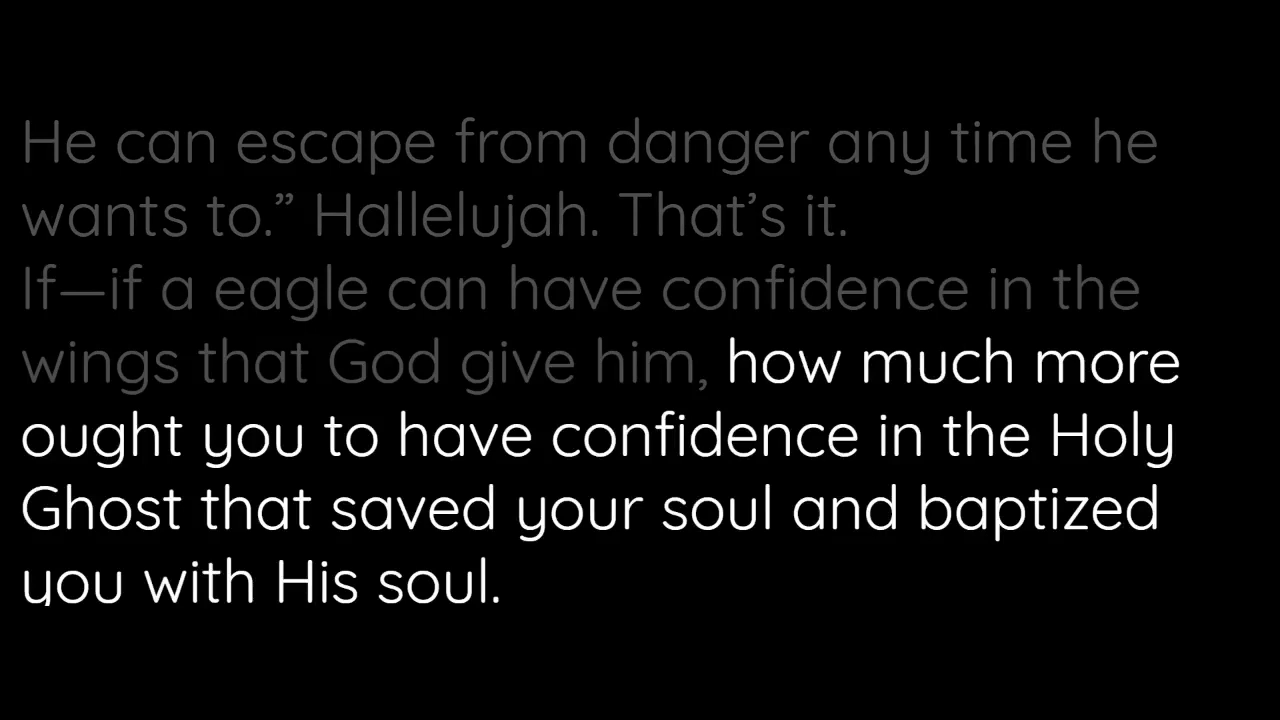 He can escape from danger any time he
wants to.” Hallelujah. That’s it.
If—if a eagle can have confidence in the
wings that God give him, how much more
ought you to have confidence in the Holy
Ghost that saved your soul and baptized
you with His soul.